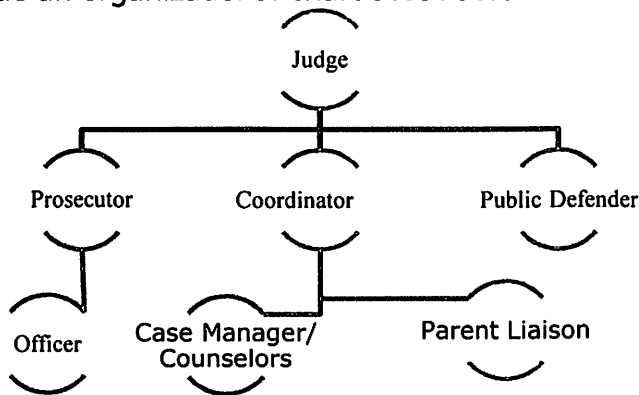 Judge
Prosecutor
Coordinator
Public Defender
Officer
Case Manager/
Counselors
Parent Liaison